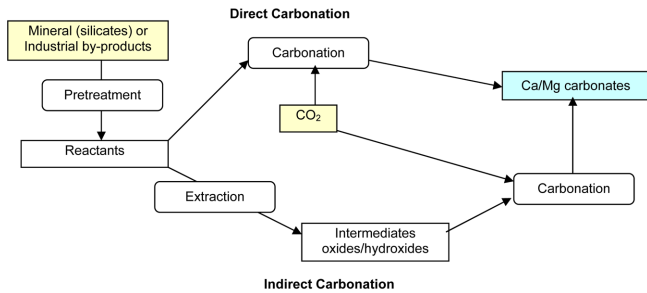 Direct Carbonation
Mineral (silicates) or
Industrial by-products
Carbonation
Pretreatment
Ca/Mg carbonates
CO₂
Reactants
Extraction
Carbonation
Intermediates
oxides/hydroxides
Indirect Carbonation